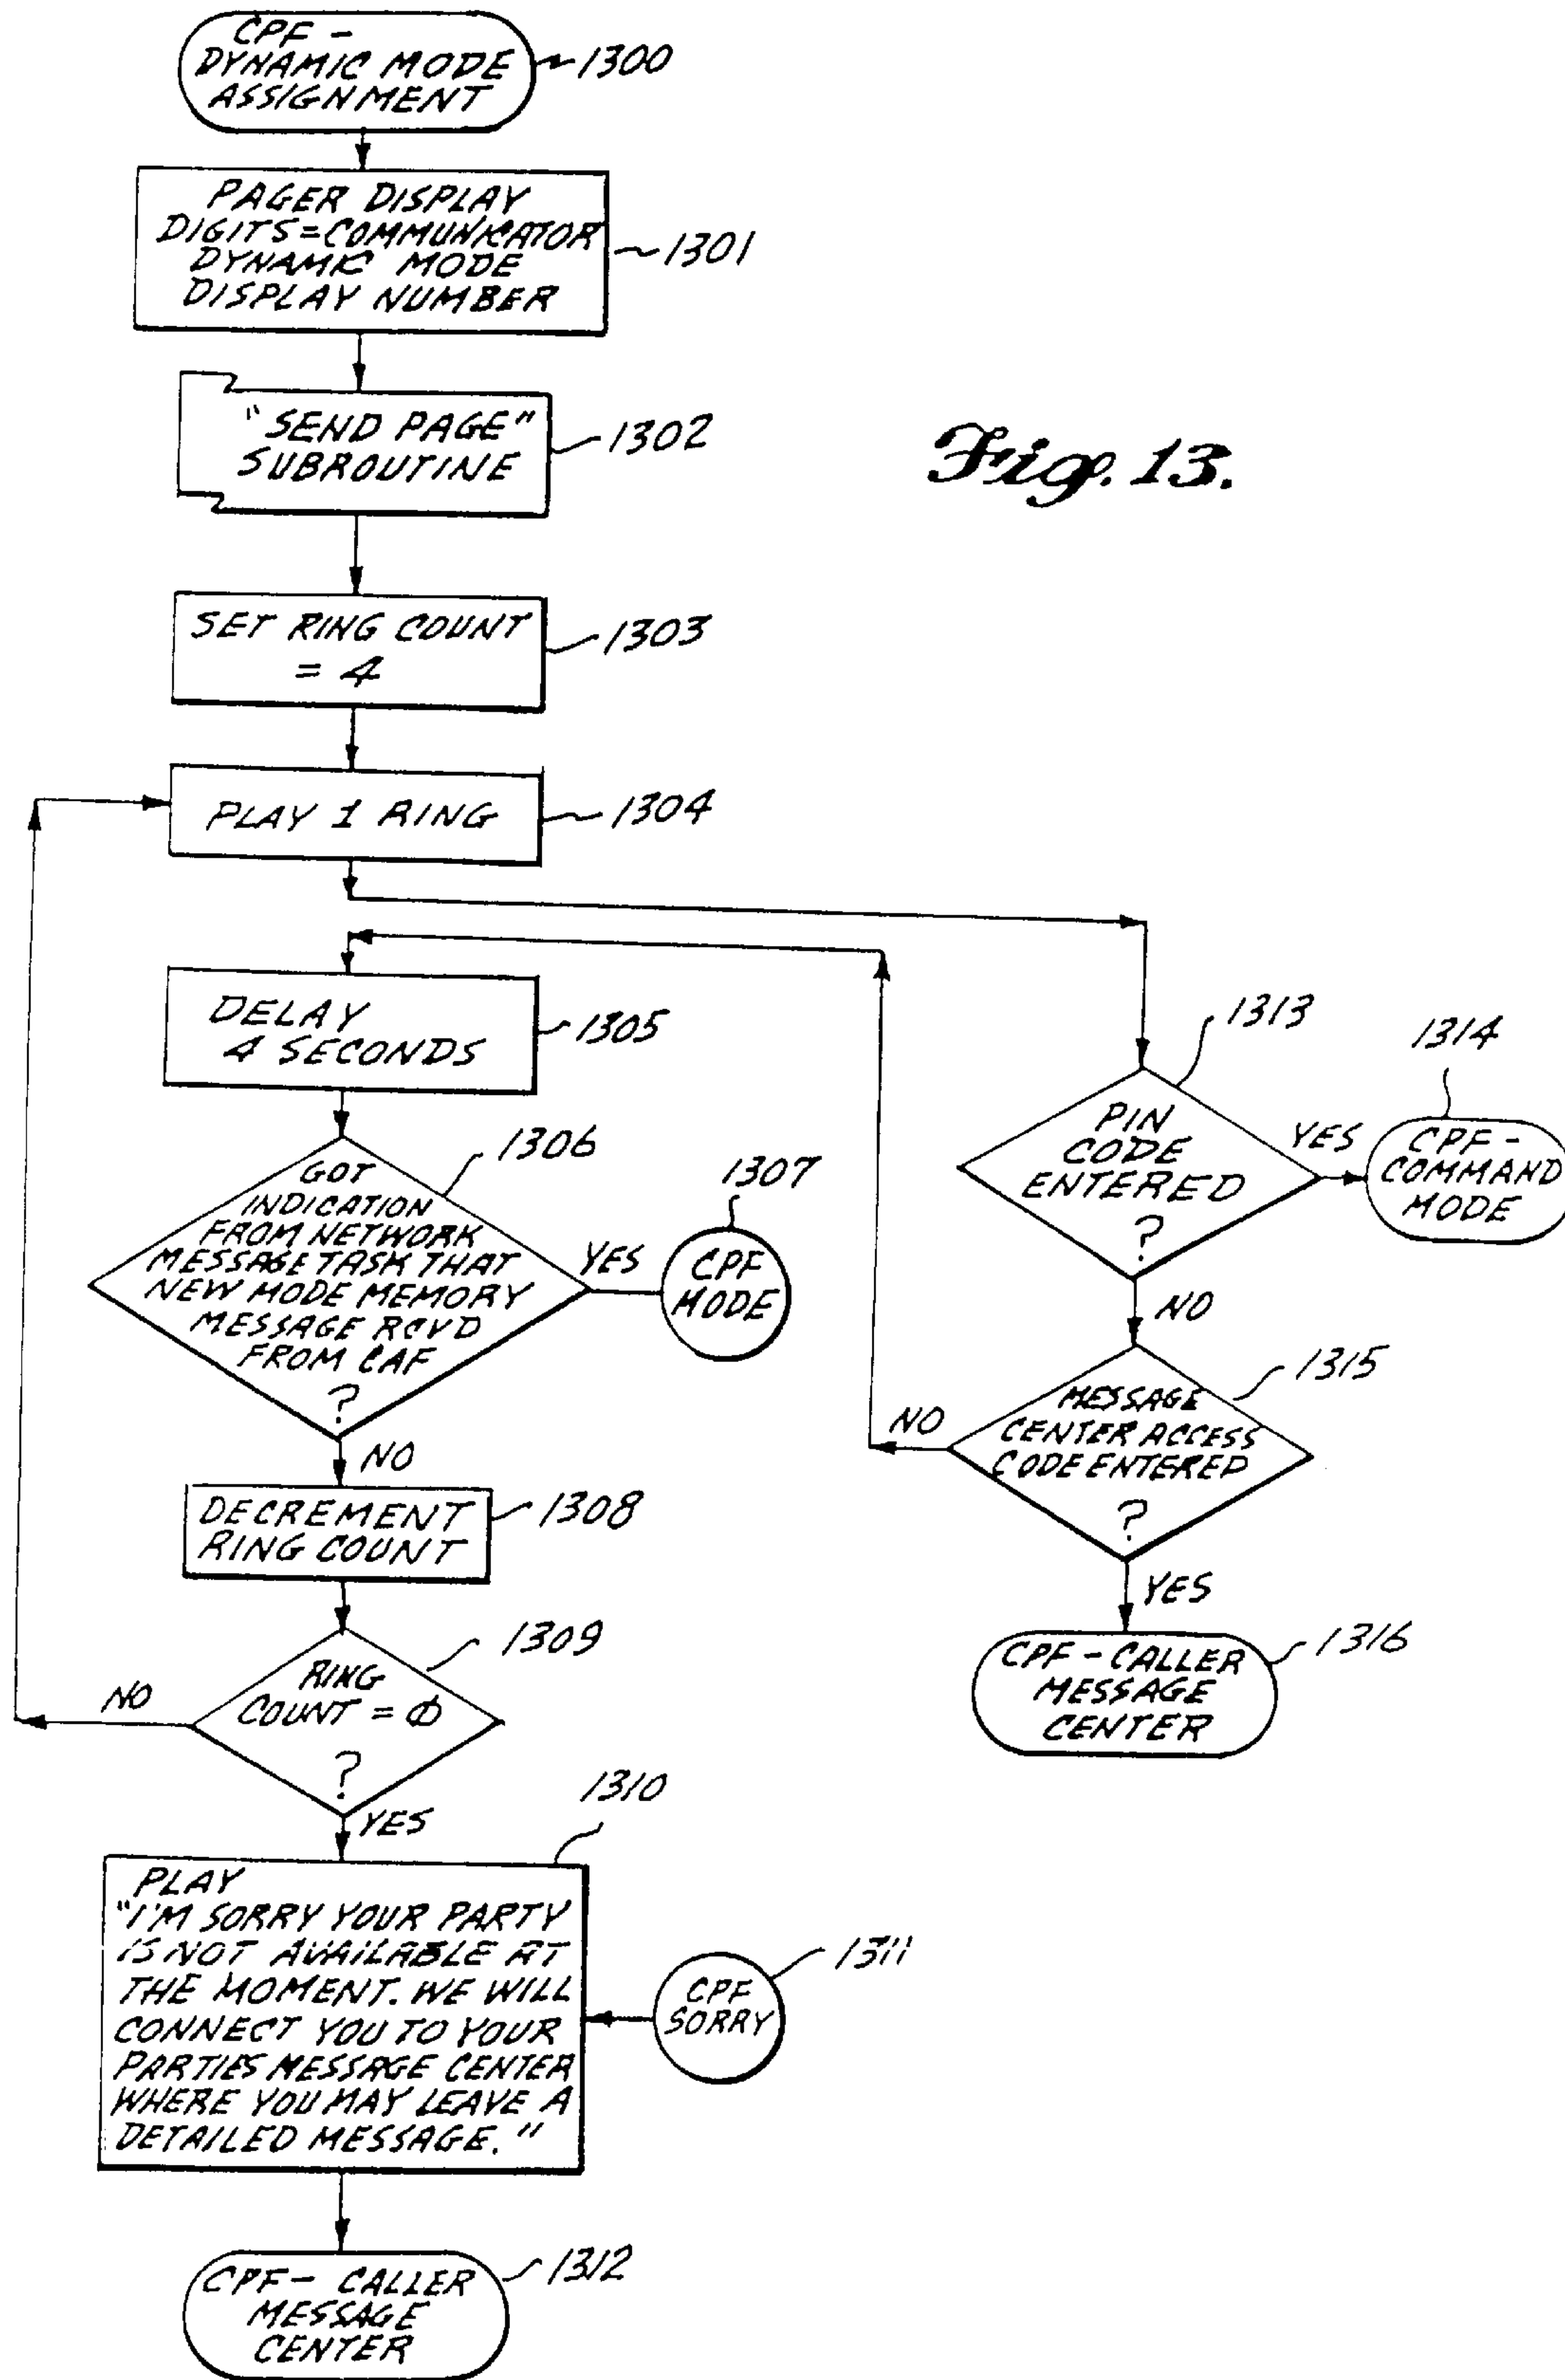 CPF -
DYNAMIC MODE
ASSIGNMENT
1300
PAGER DISPLAY
DIGITS=COMMUNICATOR
DYNAMIC MODE
DISPLAY NUMBER
1301
"SEND PAGE"
SUBROUTINE
1302
Fig. 13.
SET RING COUNT
= 4
1303
PLAY 1 RING
1304
DELAY
4 SECONDS
1305
1313
1314
PIN
CODE
ENTERED
?
YES
CPF -
COMMAND
MODE
NO
1306
GOT
INDICATION
FROM NETWORK
MESSAGE TASK THAT
NEW MODE MEMORY
MESSAGE RCVD
FROM CAF
?
YES
1307
CPF
MODE
NO
1315
MESSAGE
CENTER ACCESS
CODE ENTERED
?
NO
YES
DECREMENT
RING COUNT
1308
1309
RING
COUNT = Φ
?
NO
YES
CPF-CALLER
MESSAGE
CENTER
1316
1310
PLAY
"I'M SORRY YOUR PARTY
IS NOT AVAILABLE AT
THE MOMENT. WE WILL
CONNECT YOU TO YOUR
PARTIES MESSAGE CENTER
WHERE YOU MAY LEAVE A
DETAILED MESSAGE."
1311
CPF
SORRY
CPF- CALLER
MESSAGE
CENTER
1312